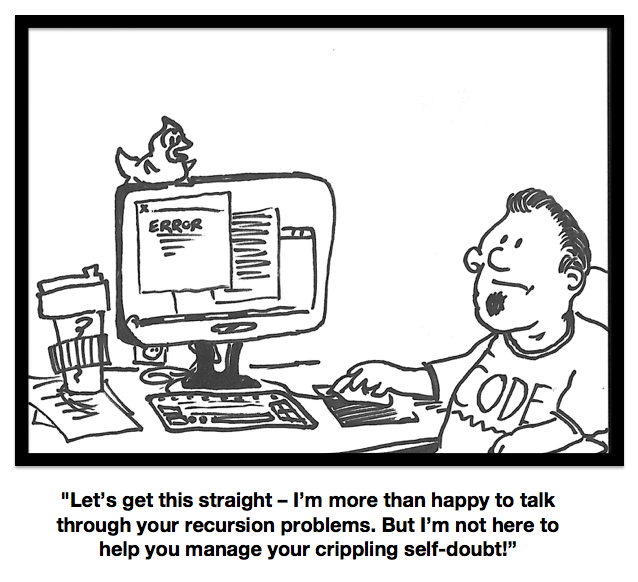 x
ERROR
?
CODE
"Let’s get this straight – I’m more than happy to talk
through your recursion problems. But I’m not here to
help you manage your crippling self-doubt!”